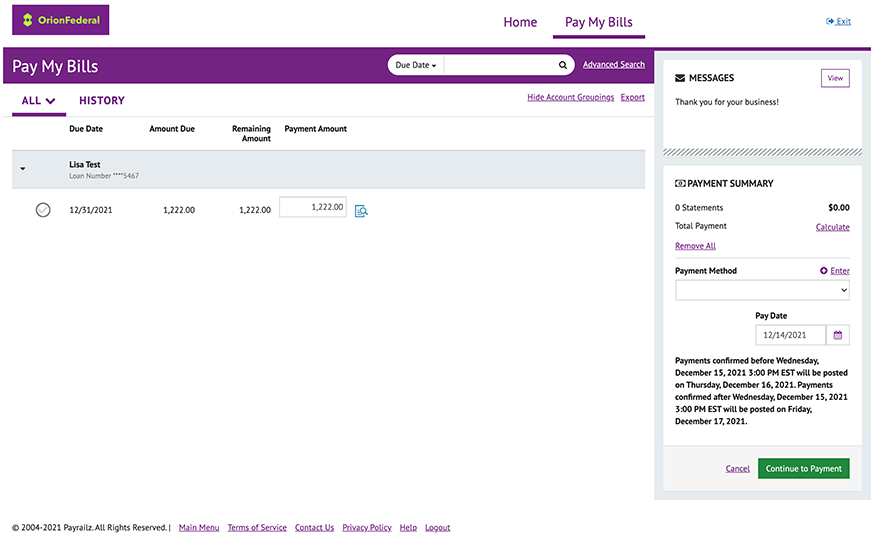 OrionFederal
Home Pay My Bills Exit
Pay My Bills Due Date Advanced Search
ALL HISTORY Hide Account Groupings Export
Due Date Amount Due Remaining Amount Payment Amount
Lisa Test
Loan Number ****5467
12/31/2021 1,222.00 1,222.00 1,222.00
MESSAGES View
Thank you for your business!
PAYMENT SUMMARY
0 Statements $0.00
Total Payment Calculate
Remove All
Payment Method Enter
Pay Date
12/14/2021
Payments confirmed before Wednesday,
December 15, 2021 3:00 PM EST will be posted
on Thursday, December 16, 2021. Payments
confirmed after Wednesday, December 15, 2021
3:00 PM EST will be posted on Friday,
December 17, 2021.
Cancel Continue to Payment
© 2004-2021 Payrailz. All Rights Reserved. | Main Menu Terms of Service Contact Us Privacy Policy Help Logout